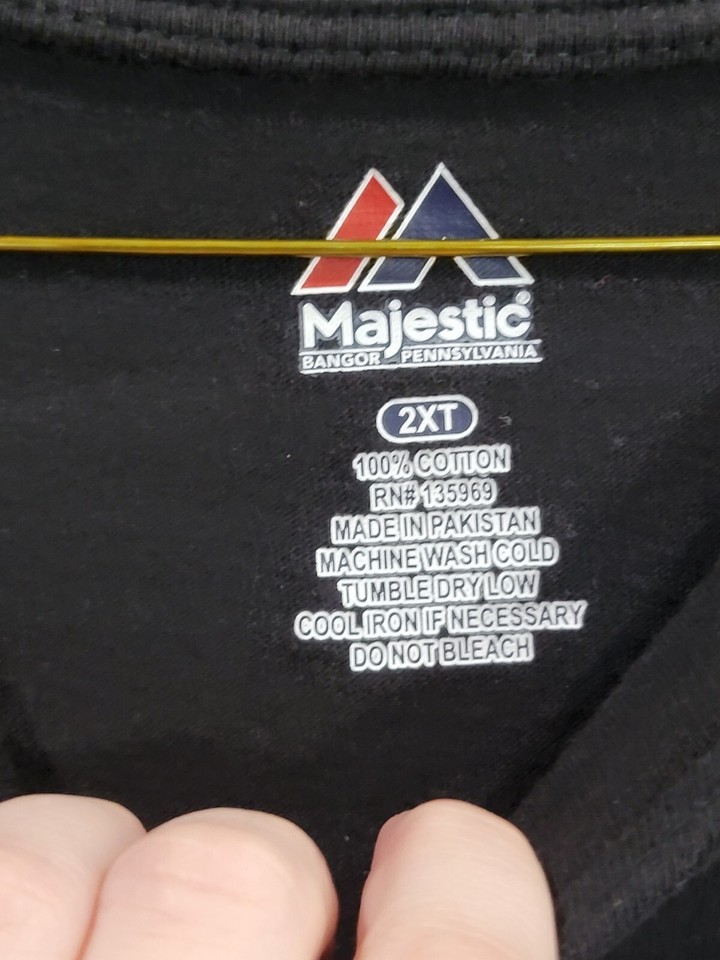 Majestic®
BANGOR PENNSYLVANIA
2XT
100% COTTON
RN# 135969
MADE IN PAKISTAN
MACHINE WASH COLD
TUMBLE DRY LOW
COOL IRON IF NECESSARY
DO NOT BLEACH